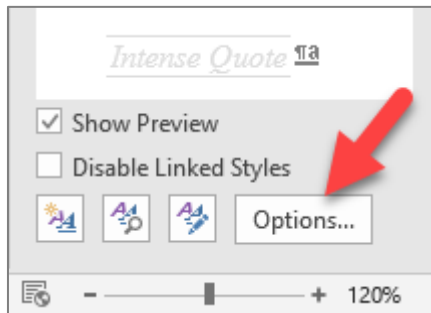 Intense Quote ¶a
Show Preview
Disable Linked Styles
Options...
- + 120%